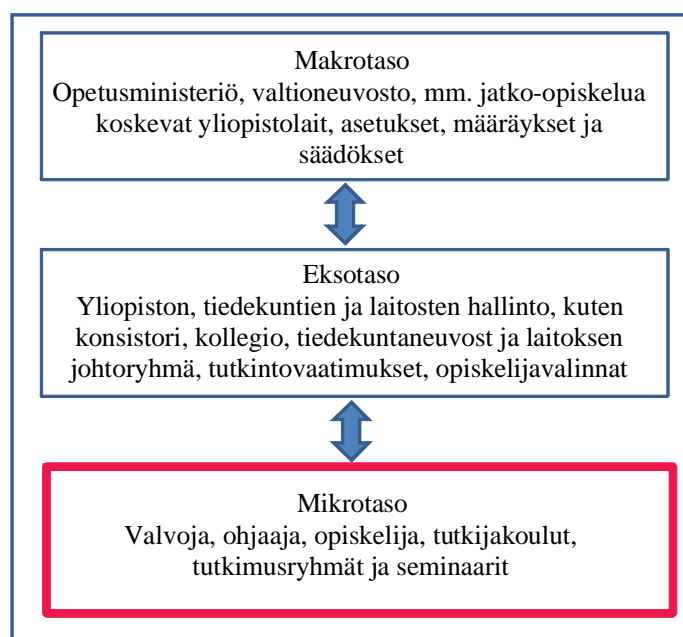 Makrotaso
Opetusministeriö, valtioneuvosto, mm. jatko-opiskelua
koskevat yliopistolait, asetukset, määräykset ja
säädökset
Eksotaso
Yliopiston, tiedekuntien ja laitosten hallinto, kuten
konsistori, kollegio, tiedekuntaneuvost ja laitoksen
johtoryhmä, tutkintovaatimukset, opiskelijavalinnat
Mikrotaso
Valvoja, ohjaaja, opiskelija, tutkijakoulut,
tutkimusryhmät ja seminaarit